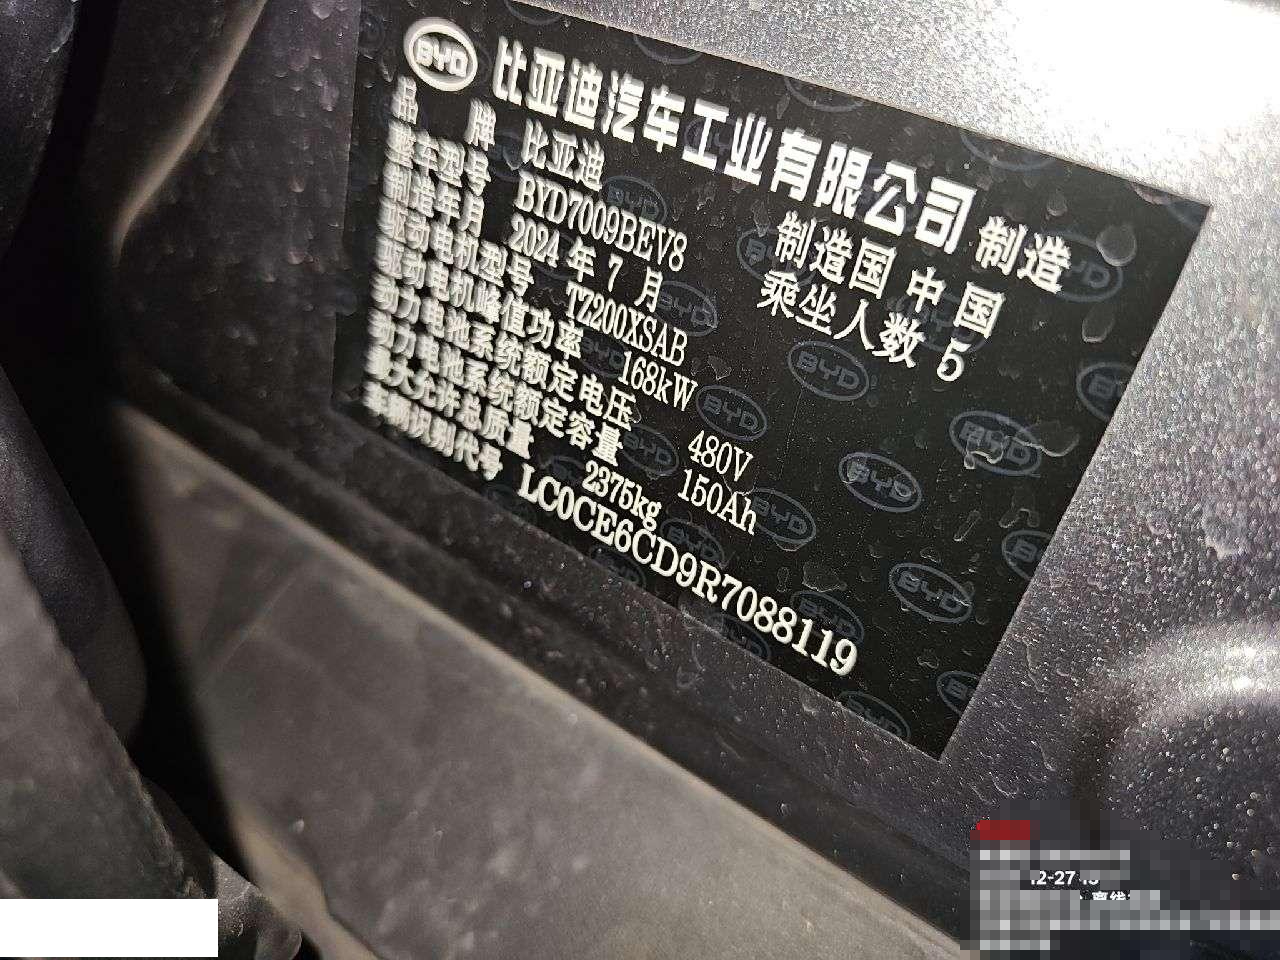 BYD 比亚迪汽车工业有限公司 制造
品牌 比亚迪 制造国 中国
整车型号 BYD7009BEV8 乘坐人数 5
制造年月 2024 年 7 月
驱动电机型号 TZ200XSAB
驱动电机峰值功率 168kW
动力电池系统额定电压 480V
动力电池系统额定容量 150Ah
最大允许总质量 2375kg
车辆识别代号 LC0CE6CD9R7088119